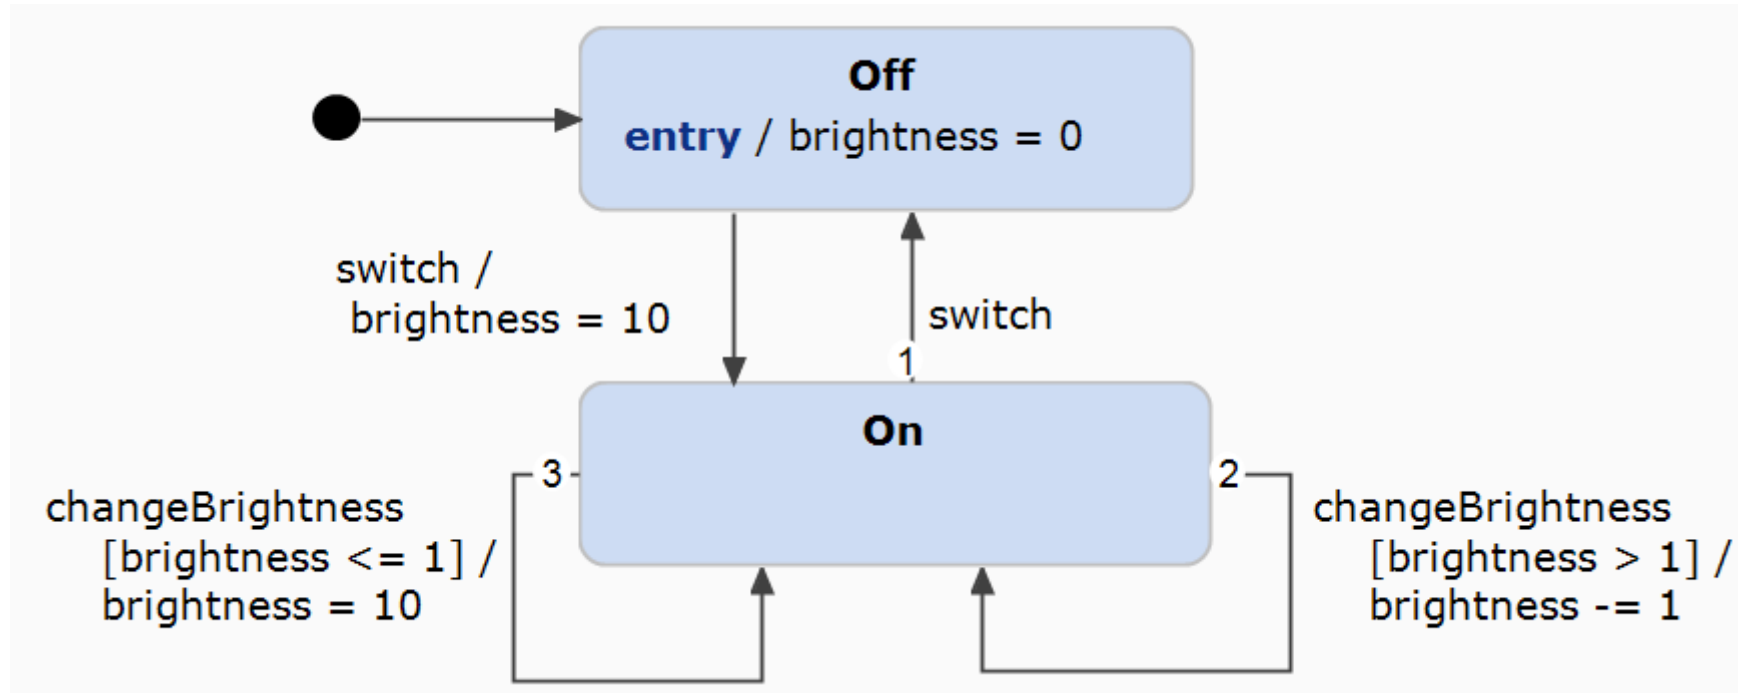 Off
entry / brightness = 0
switch /
brightness = 10
switch
1
On
3
2
changeBrightness
[brightness <= 1] /
brightness = 10
changeBrightness
[brightness > 1] /
brightness -= 1